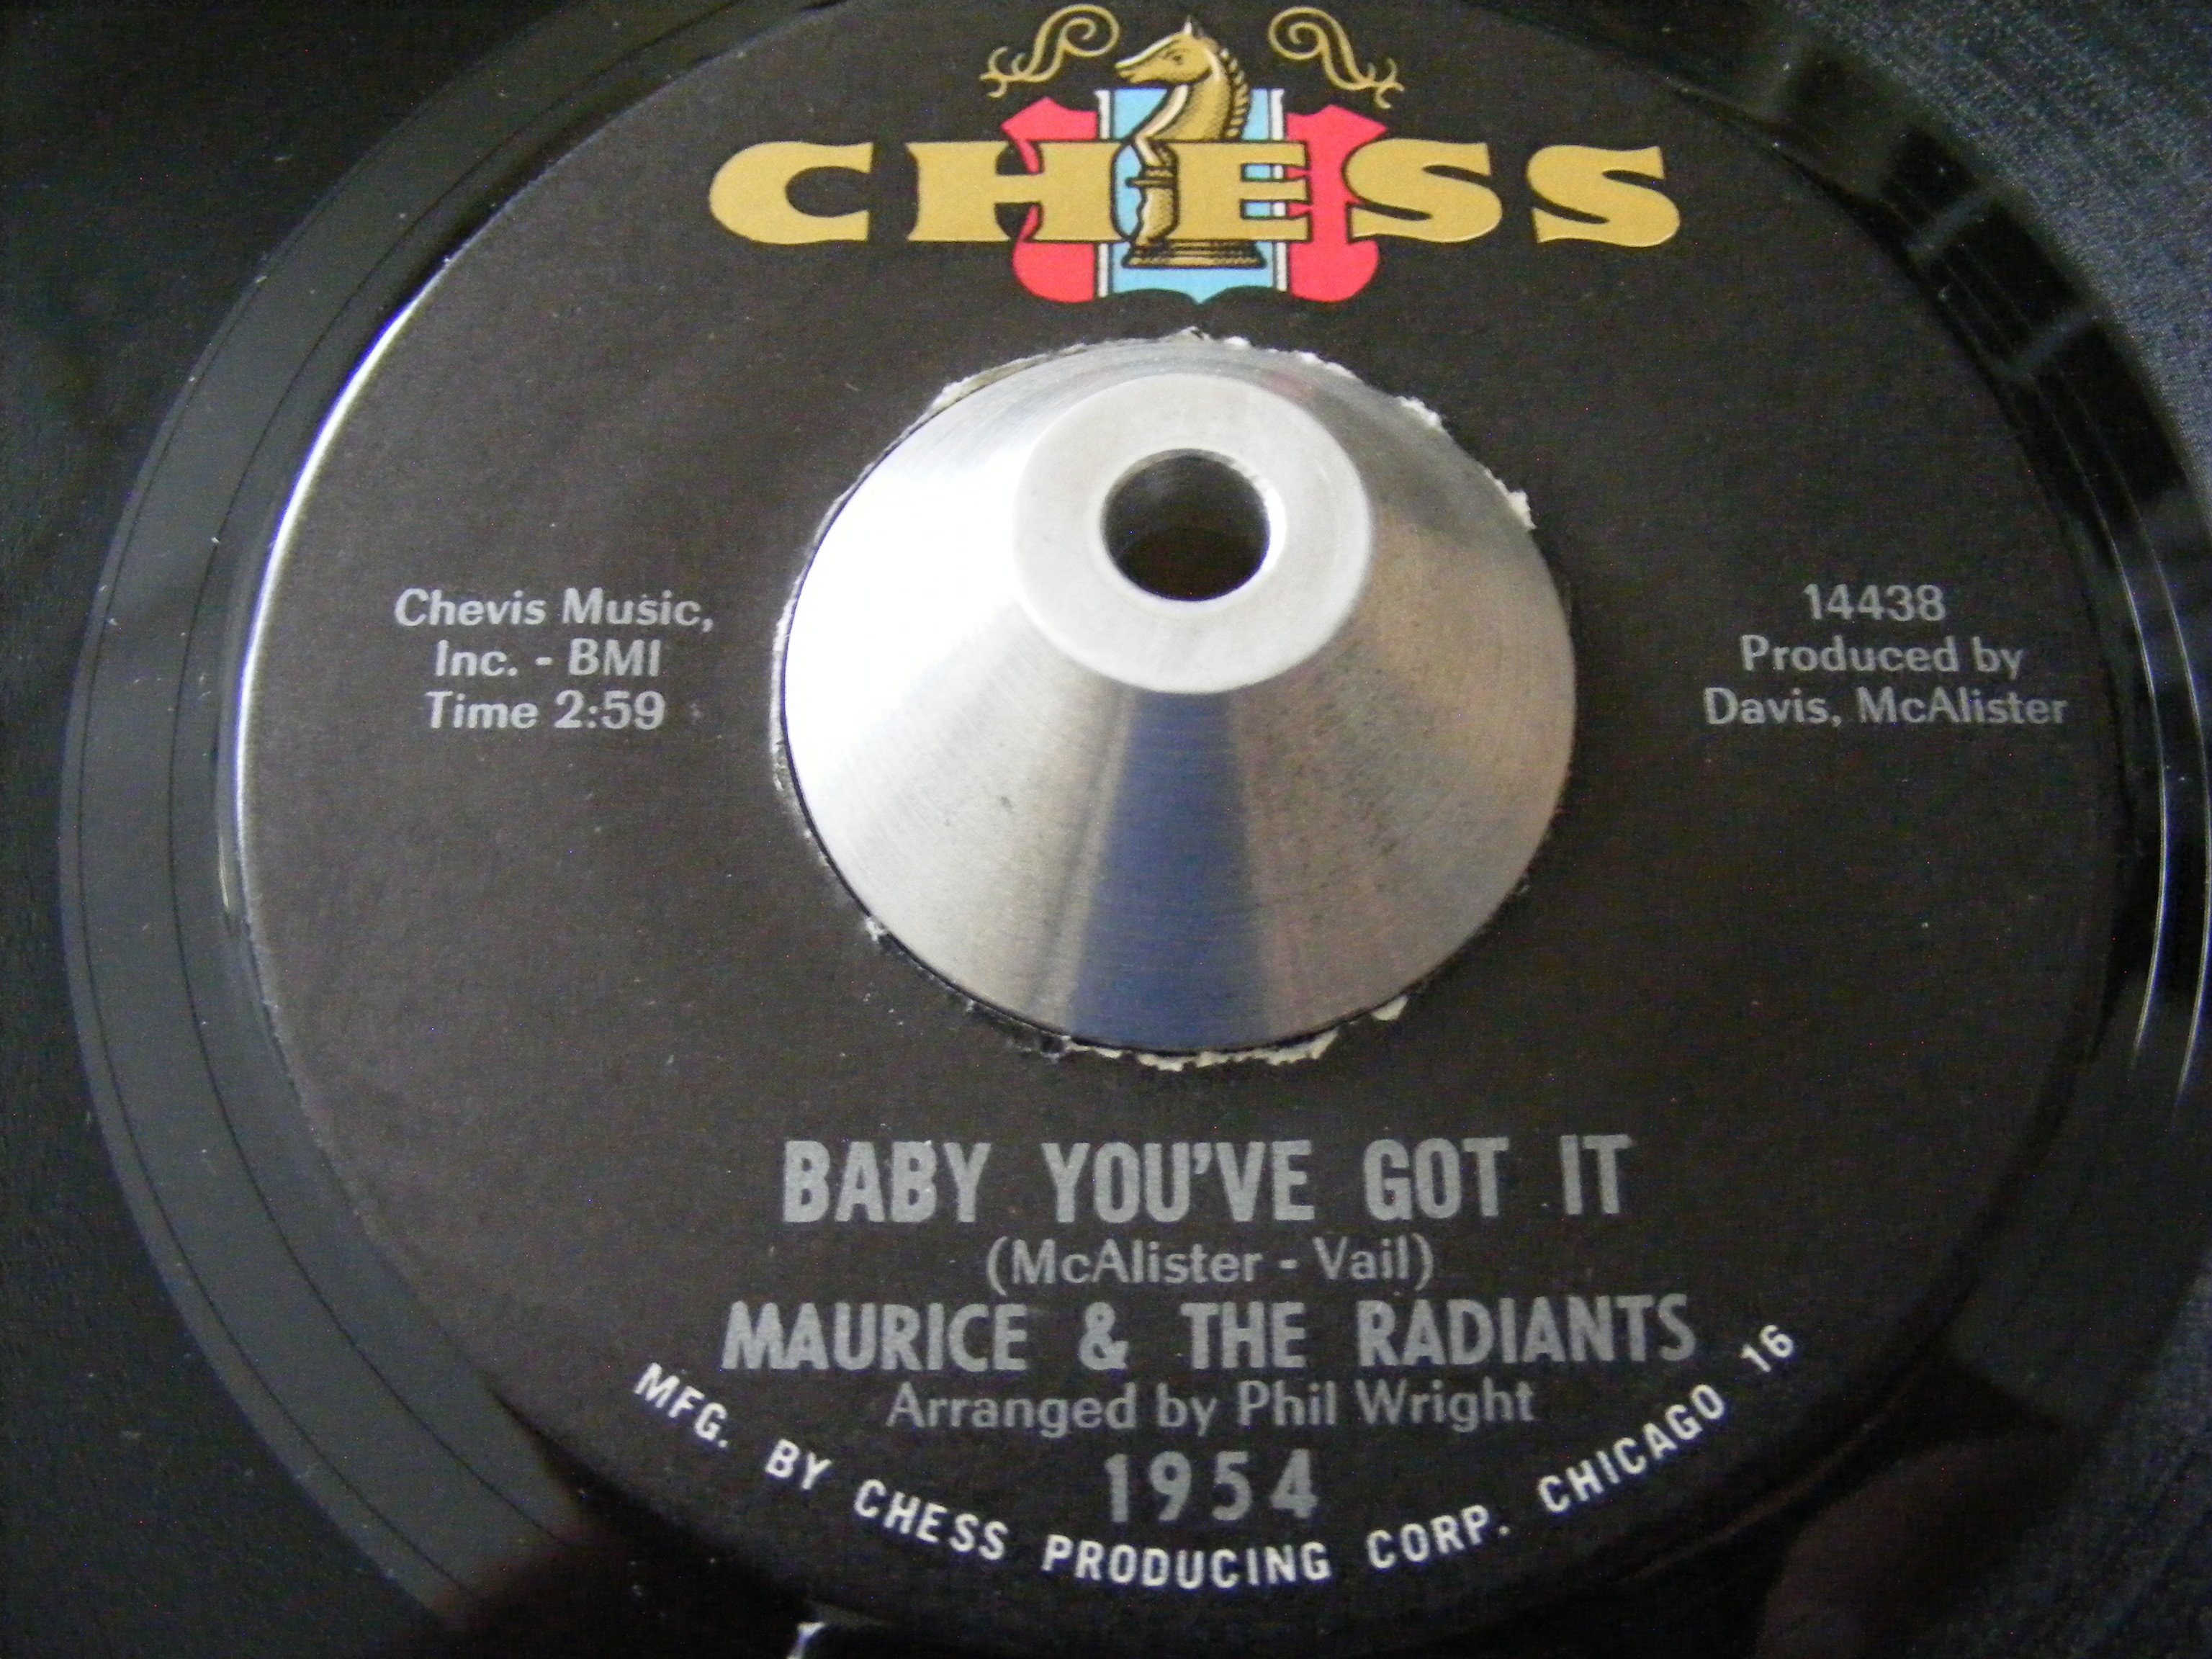 CHESS
Chevis Music,
Inc. - BMI
Time 2:59
14438
Produced by
Davis, McAlister
BABY YOU'VE GOT IT
(McAlister - Vail)
MAURICE & THE RADIANTS
Arranged by Phil Wright
1954
MFG. BY CHESS PRODUCING CORP. CHICAGO 16